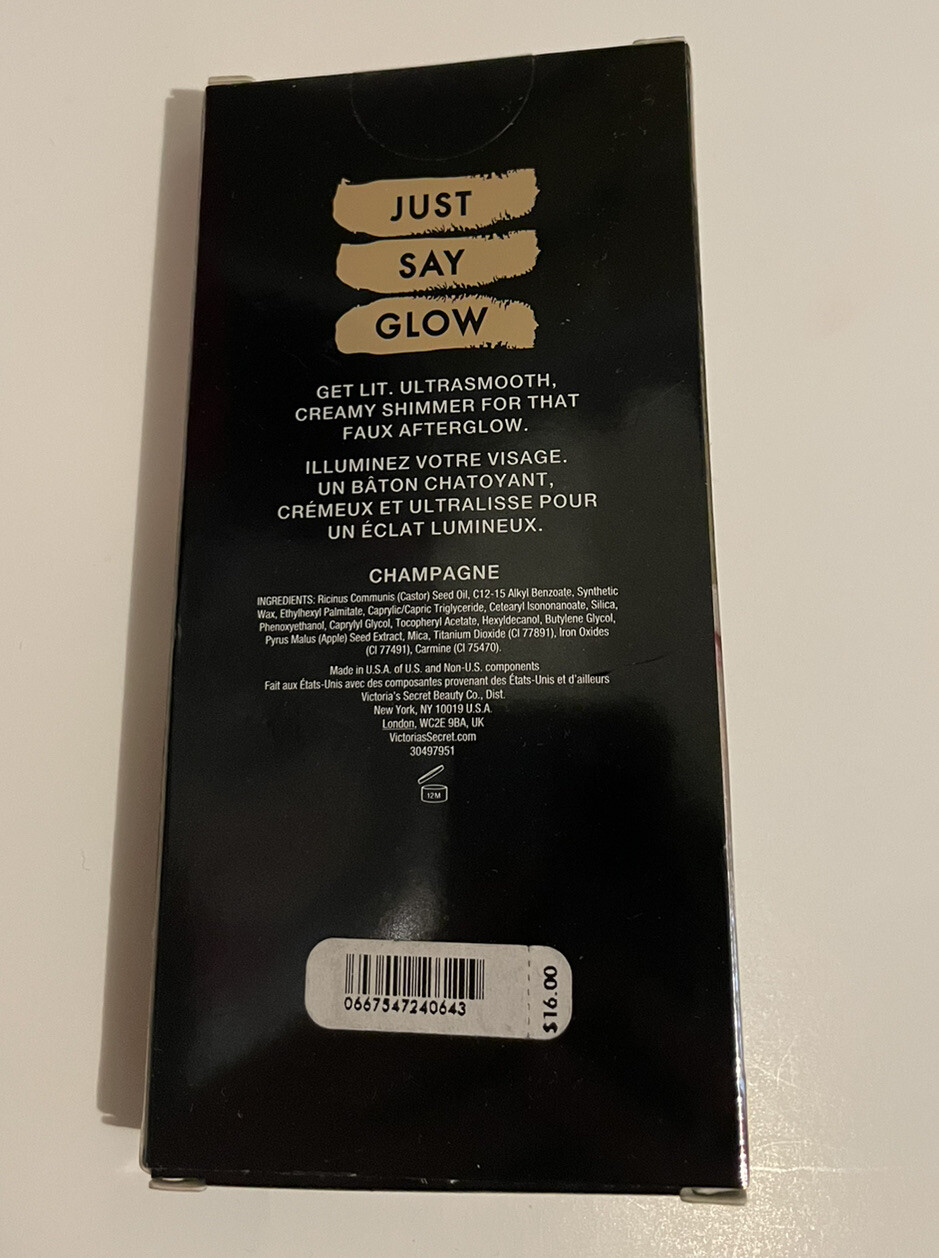 JUST
SAY
GLOW
GET LIT. ULTRASMOOTH,
CREAMY SHIMMER FOR THAT
FAUX AFTERGLOW.
ILLUMINEZ VOTRE VISAGE.
UN BÂTON CHATOYANT,
CRÉMEUX ET ULTRALISSE POUR
UN ÉCLAT LUMINEUX.
CHAMPAGNE
INGREDIENTS: Ricinus Communis (Castor) Seed Oil, C12-15 Alkyl Benzoate, Synthetic
Wax, Ethylhexyl Palmitate, Caprylic/Capric Triglyceride, Cetearyl Isononanoate, Silica,
Phenoxyethanol, Caprylyl Glycol, Tocopheryl Acetate, Hexyldecanol, Butylene Glycol,
Pyrus Malus (Apple) Seed Extract, Mica, Titanium Dioxide (CI 77891), Iron Oxides
(CI 77491), Carmine (CI 75470).
Made in U.S.A. of U.S. and Non-U.S. components
Fait aux États-Unis avec des composantes provenant des États-Unis et d'ailleurs
Victoria's Secret Beauty Co., Dist.
New York, NY 10019 U.S.A.
London, WC2E 9BA, UK
VictoriasSecret.com
30497951
12M
0667547240643
$16.00